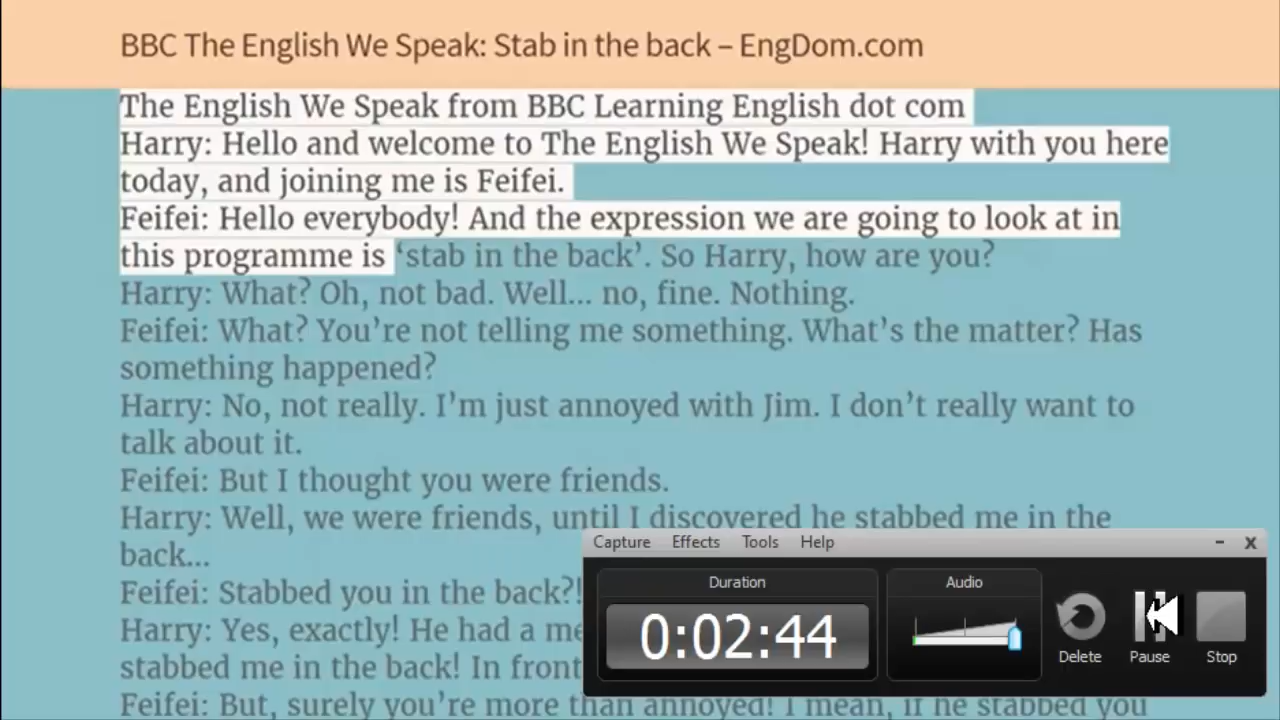 BBC The English We Speak: Stab in the back – EngDom.com
The English We Speak from BBC Learning English dot com
Harry: Hello and welcome to The English We Speak! Harry with you here
today, and joining me is Feifei.
Feifei: Hello everybody! And the expression we are going to look at in
this programme is ‘stab in the back’. So Harry, how are you?
Harry: What? Oh, not bad. Well… no, fine. Nothing.
Feifei: What? You’re not telling me something. What’s the matter? Has
something happened?
Harry: No, not really. I’m just annoyed with Jim. I don’t really want to
talk about it.
Feifei: But I thought you were friends.
Harry: Well, we were friends, until I discovered he stabbed me in the
back…
Feifei: Stabbed you in the back?!
Harry: Yes, exactly! He had a me
stabbed me in the back! In front
Feifei: But, surely you’re more than annoyed! I mean, if he stabbed you
Capture Effects Tools Help
Duration
0:02:44
Audio
Delete Pause Stop